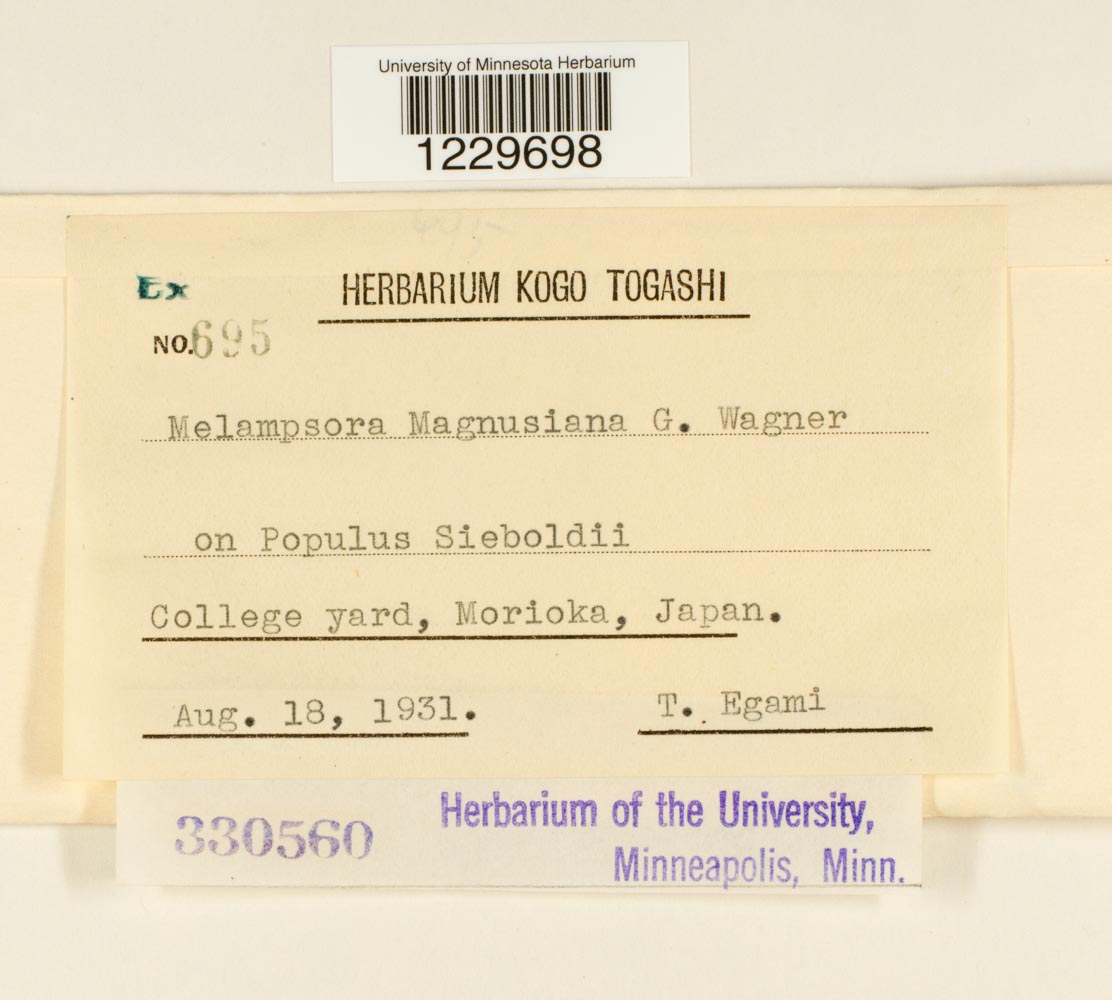 University of Minnesota Herbarium
1229698
Ex HERBARIUM KOGO TOGASHI
NO.695
Melampsora Magnusiana G. Wagner
on Populus Sieboldii
College yard, Morioka, Japan.
Aug. 18, 1931. T. Egami
330560 Herbarium of the University,
Minneapolis, Minn.